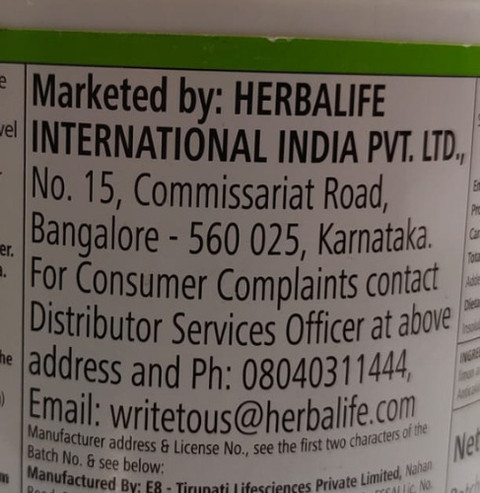 Marketed by: HERBALIFE
INTERNATIONAL INDIA PVT. LTD.,
No. 15, Commissariat Road,
Bangalore - 560 025, Karnataka.
For Consumer Complaints contact
Distributor Services Officer at above
address and Ph: 08040311444,
Email: writetous@herbalife.com
Manufacturer address & License No., see the first two characters of the
Batch No. & see below:
Manufactured By: E8 - Tirupati Lifesciences Private Limited, Nahan